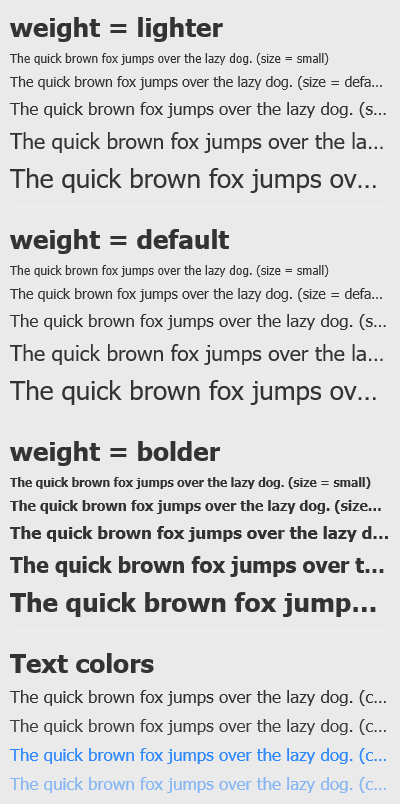 weight = lighter
The quick brown fox jumps over the lazy dog. (size = small)
The quick brown fox jumps over the lazy dog. (size = defa...
The quick brown fox jumps over the lazy dog. (s...
The quick brown fox jumps over the la...
The quick brown fox jumps ov...
weight = default
The quick brown fox jumps over the lazy dog. (size = small)
The quick brown fox jumps over the lazy dog. (size = defa...
The quick brown fox jumps over the lazy dog. (s...
The quick brown fox jumps over the la...
The quick brown fox jumps ov...
weight = bolder
The quick brown fox jumps over the lazy dog. (size = small)
The quick brown fox jumps over the lazy dog. (size...
The quick brown fox jumps over the lazy d...
The quick brown fox jumps over t...
The quick brown fox jump...
Text colors
The quick brown fox jumps over the lazy dog. (c...
The quick brown fox jumps over the lazy dog. (c...
The quick brown fox jumps over the lazy dog. (c...
The quick brown fox jumps over the lazy dog. (c...